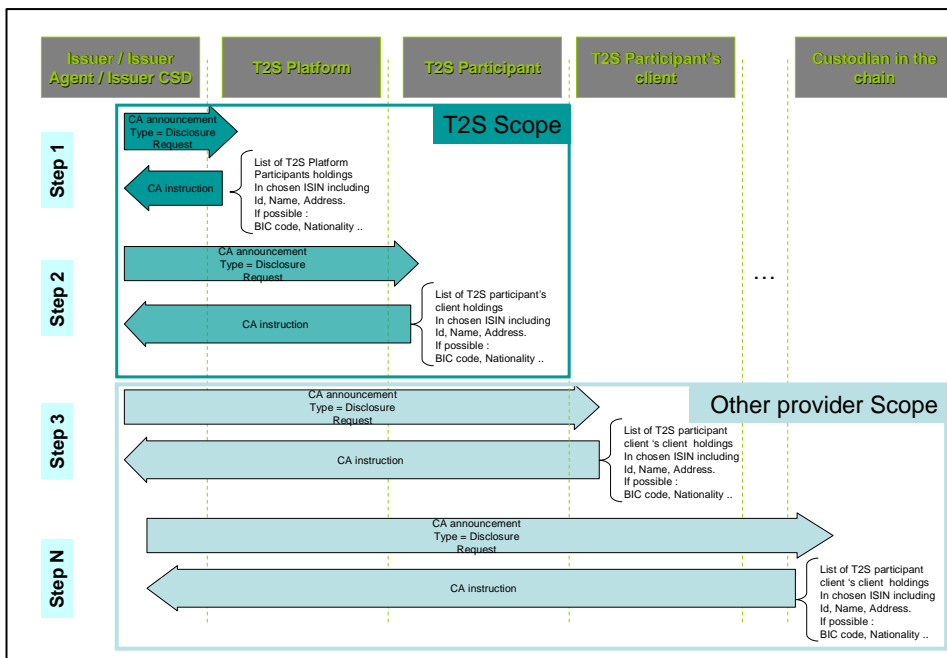 Issuer / Issuer
Agent / Issuer CSD
T2S Platform
T2S Participant
T2S Participant's
client
Custodian in the
chain
T2S Scope
Step 1
CA announcement
Type = Disclosure
Request
CA instruction
List of T2S Platform
Participants holdings
In chosen ISIN including
Id, Name, Address.
If possible :
BIC code, Nationality ..
Step 2
CA announcement
Type = Disclosure
Request
CA instruction
List of T2S participant's
client holdings
In chosen ISIN including
Id, Name, Address.
If possible :
BIC code, Nationality ..
...
Other provider Scope
Step 3
CA announcement
Type = Disclosure
Request
CA instruction
List of T2S participant
client 's client holdings
In chosen ISIN including
Id, Name, Address.
If possible :
BIC code, Nationality ..
Step N
CA announcement
Type = Disclosure
Request
CA instruction
List of T2S participant
client 's client holdings
In chosen ISIN including
Id, Name, Address.
If possible :
BIC code, Nationality ..